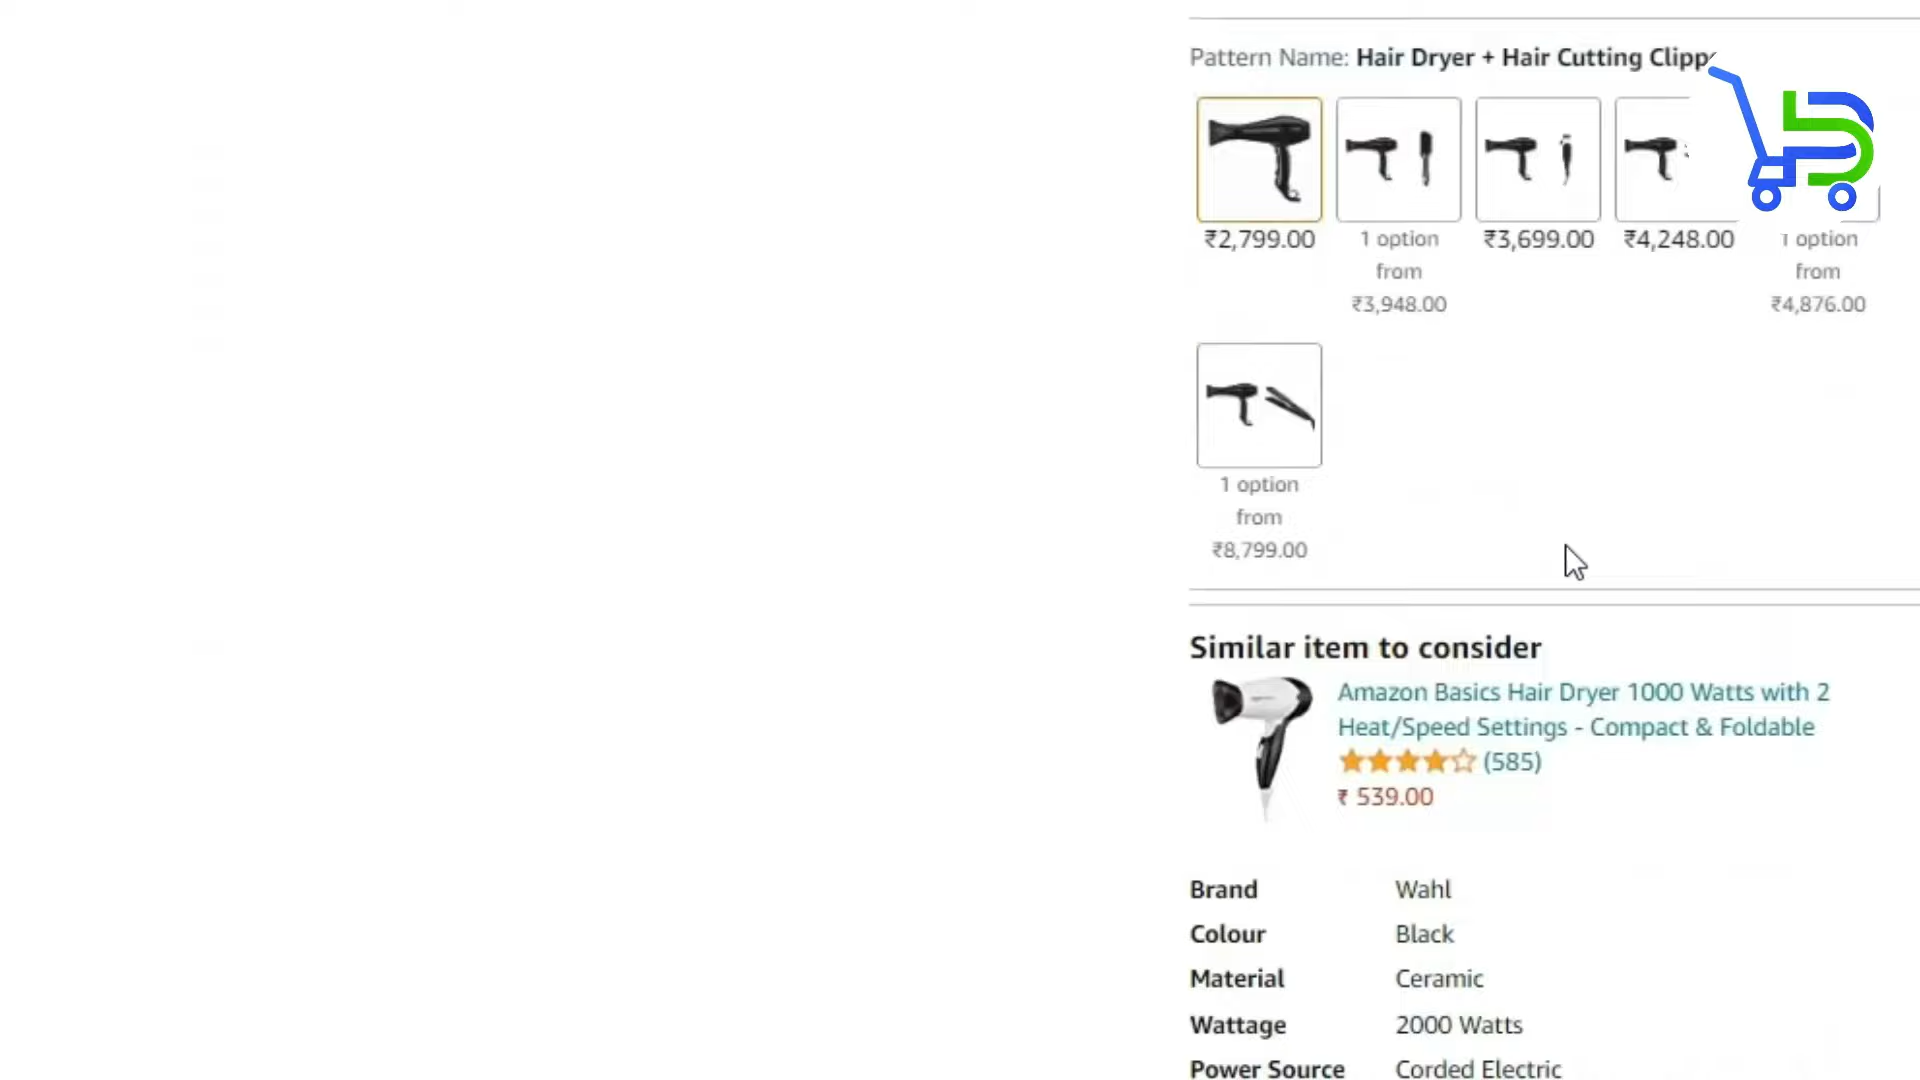 Pattern Name: Hair Dryer + Hair Cutting
₹2,799.00
1 option
from
₹3,948.00
₹3,699.00
₹4,248.00
1 option
from
₹4,876.00
1 option
from
₹8,799.00
Similar item to consider
Amazon Basics Hair Dryer 1000 Watts with 2
Heat/Speed Settings - Compact & Foldable
(585)
₹ 539.00
Brand Wahl
Colour Black
Material Ceramic
Wattage 2000 Watts
Power Source Corded Electric